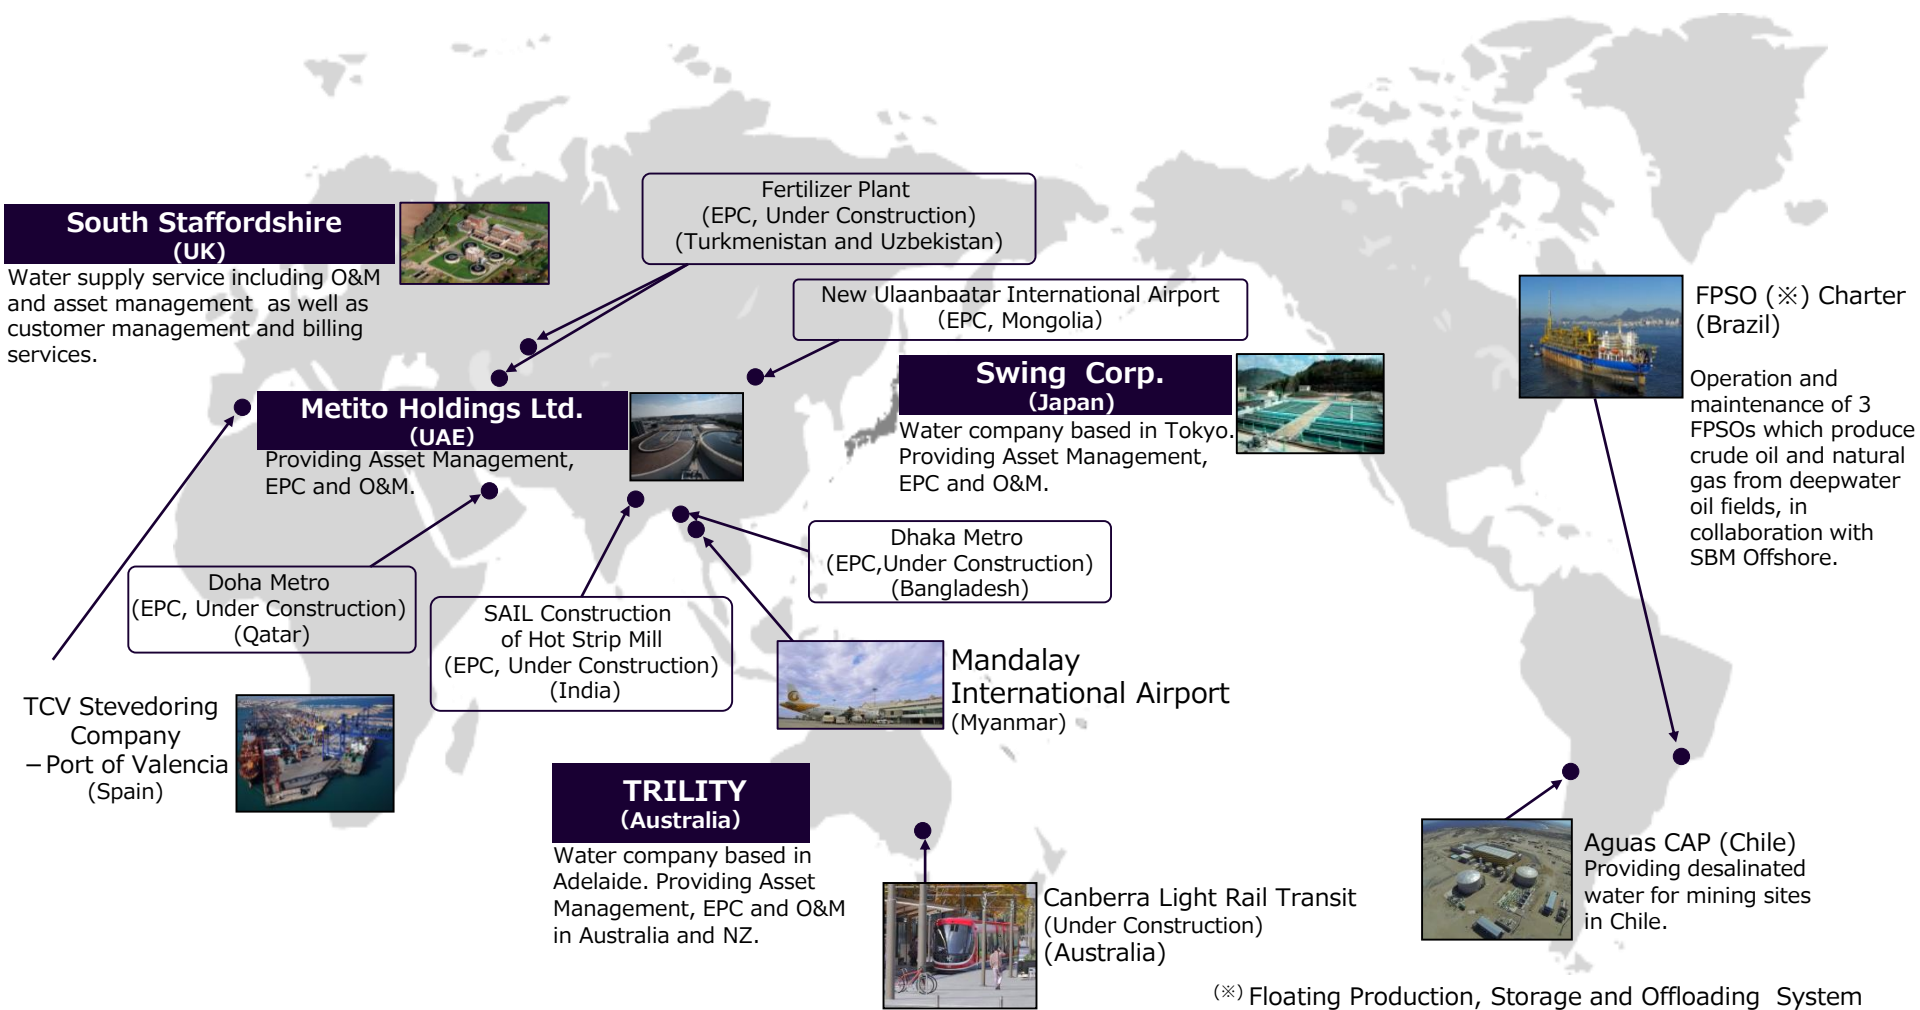 Fertilizer Plant
(EPC, Under Construction)
(Turkmenistan and Uzbekistan)
South Staffordshire
(UK)
Water supply service including O&M
and asset management as well as
customer management and billing
services.
New Ulaanbaatar International Airport
(EPC, Mongolia)
FPSO (※) Charter
(Brazil)
Operation and
maintenance of 3
FPSOs which produce
crude oil and natural
gas from deepwater
oil fields, in
collaboration with
SBM Offshore.
Metito Holdings Ltd.
(UAE)
Providing Asset Management,
EPC and O&M.
Swing Corp.
(Japan)
Water company based in Tokyo.
Providing Asset Management,
EPC and O&M.
Dhaka Metro
(EPC,Under Construction)
(Bangladesh)
Doha Metro
(EPC, Under Construction)
(Qatar)
SAIL Construction
of Hot Strip Mill
(EPC, Under Construction)
(India)
Mandalay
International Airport
(Myanmar)
TCV Stevedoring
Company
－Port of Valencia
(Spain)
TRILITY
(Australia)
Water company based in
Adelaide. Providing Asset
Management, EPC and O&M
in Australia and NZ.
Canberra Light Rail Transit
(Under Construction)
(Australia)
Aguas CAP (Chile)
Providing desalinated
water for mining sites
in Chile.
(※) Floating Production, Storage and Offloading System